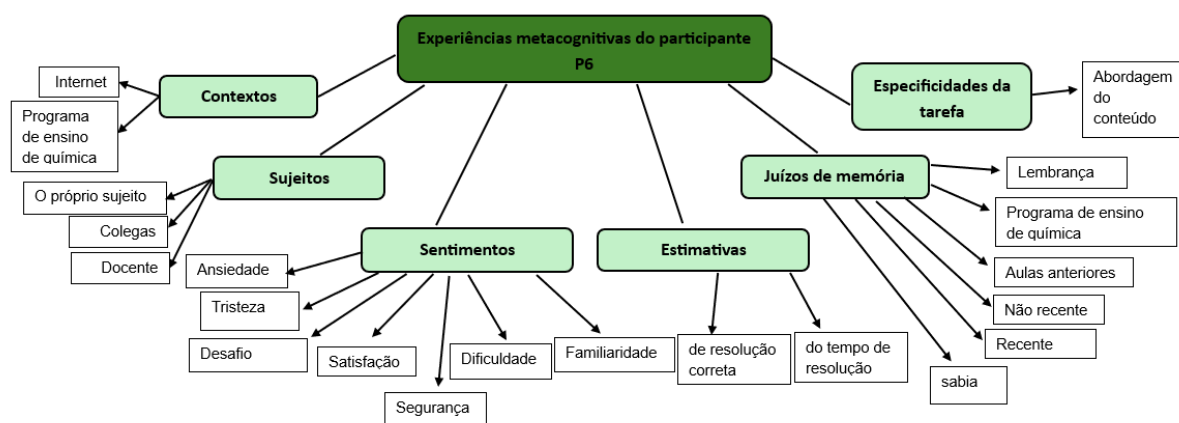 Experiências metacognitivas do participante
P6
Contextos
Internet
Programa
de ensino
de química
Sujeitos
O próprio sujeito
Colegas
Docente
Sentimentos
Ansiedade
Tristeza
Desafio
Satisfação
Segurança
Dificuldade
Familiaridade
Estimativas
de resolução
correta
do tempo de
resolução
Juízos de memória
Lembrança
Programa de ensino
de química
Aulas anteriores
Não recente
Recente
sabia
Especificidades da
tarefa
Abordagem
do
conteúdo